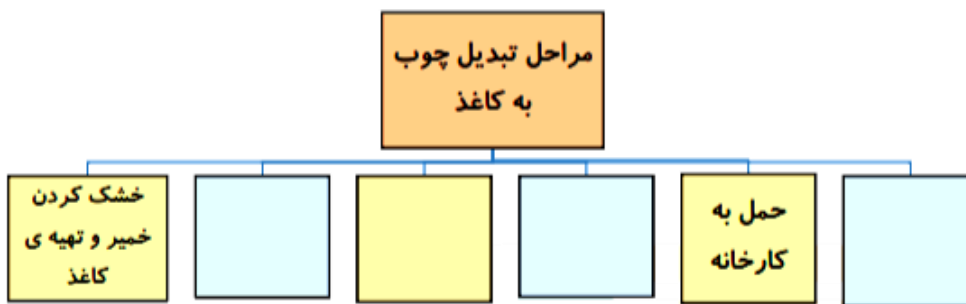 مراحل تبدیل چوب
به کاغذ
حمل به
کارخانه
خشک کردن
خمیر و تهیه ی
کاغذ